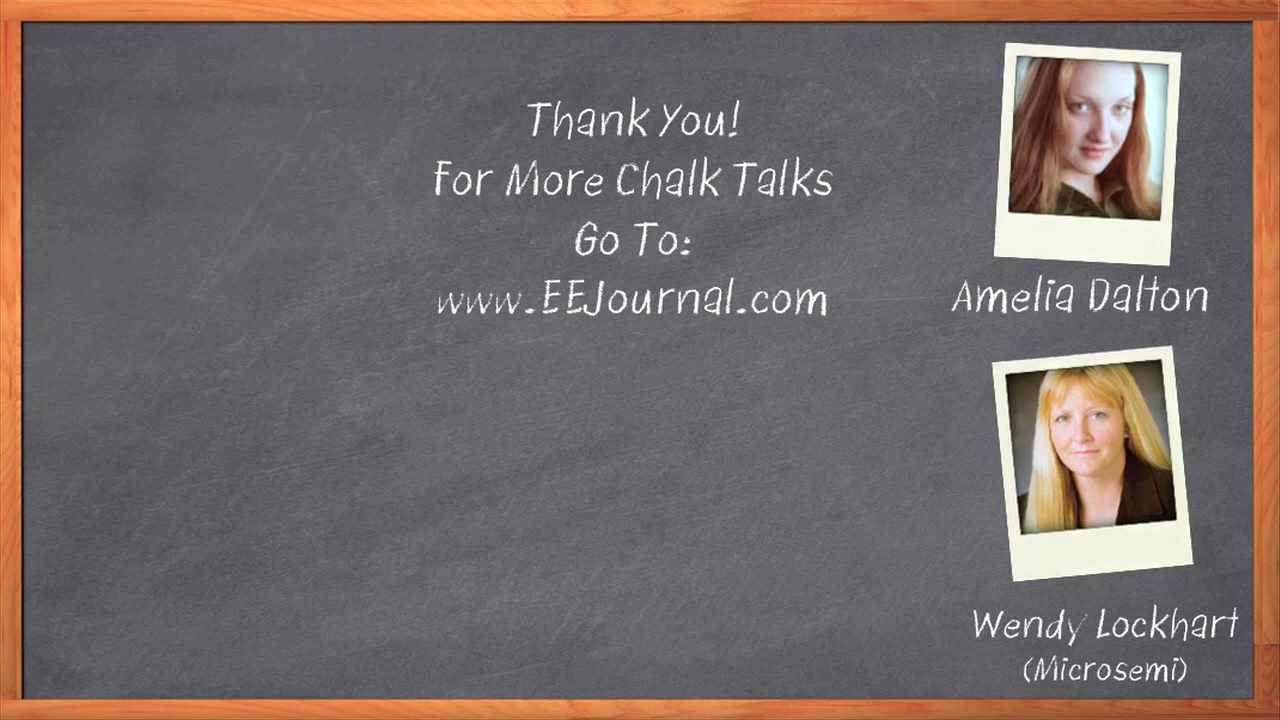 Thank You!
For More Chalk Talks
Go To:
www.EEJournal.com
Amelia Dalton
Wendy Lockhart
(Microsemi)